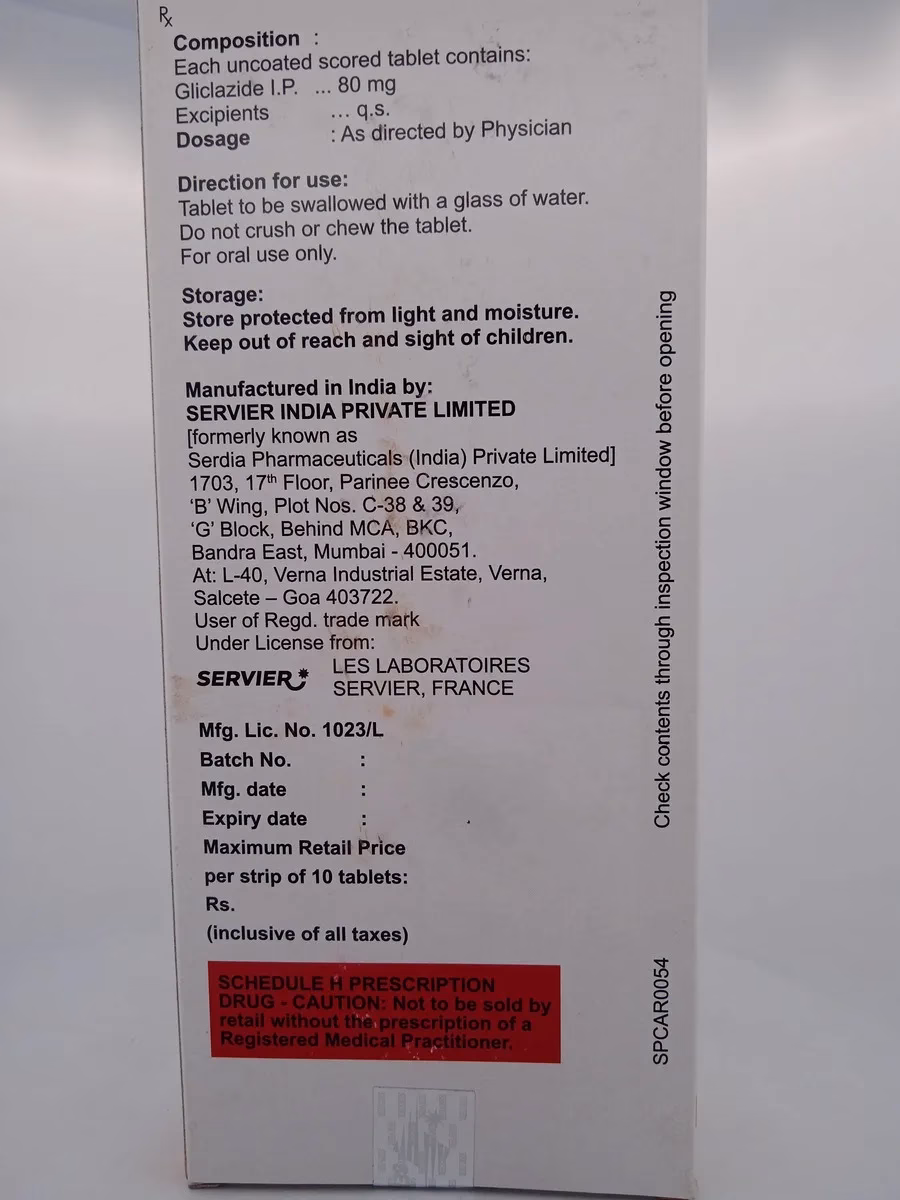 Rx
Composition :
Each uncoated scored tablet contains:
Gliclazide I.P. ... 80 mg
Excipients ... q.s.
Dosage : As directed by Physician
Direction for use:
Tablet to be swallowed with a glass of water.
Do not crush or chew the tablet.
For oral use only.
Storage:
Store protected from light and moisture.
Keep out of reach and sight of children.
Manufactured in India by:
SERVIER INDIA PRIVATE LIMITED
[formerly known as
Serdia Pharmaceuticals (India) Private Limited]
1703, 17th Floor, Parinee Crescenzo,
‘B’ Wing, Plot Nos. C-38 & 39,
‘G’ Block, Behind MCA, BKC,
Bandra East, Mumbai - 400051.
At: L-40, Verna Industrial Estate, Verna,
Salcete – Goa 403722.
User of Regd. trade mark
Under License from:
SERVIER LES LABORATOIRES
SERVIER, FRANCE
Mfg. Lic. No. 1023/L
Batch No. :
Mfg. date :
Expiry date :
Maximum Retail Price
per strip of 10 tablets:
Rs.
(inclusive of all taxes)
SCHEDULE H PRESCRIPTION
DRUG - CAUTION: Not to be sold by
retail without the prescription of a
Registered Medical Practitioner.
Check contents through inspection window before opening
SPCAR0054